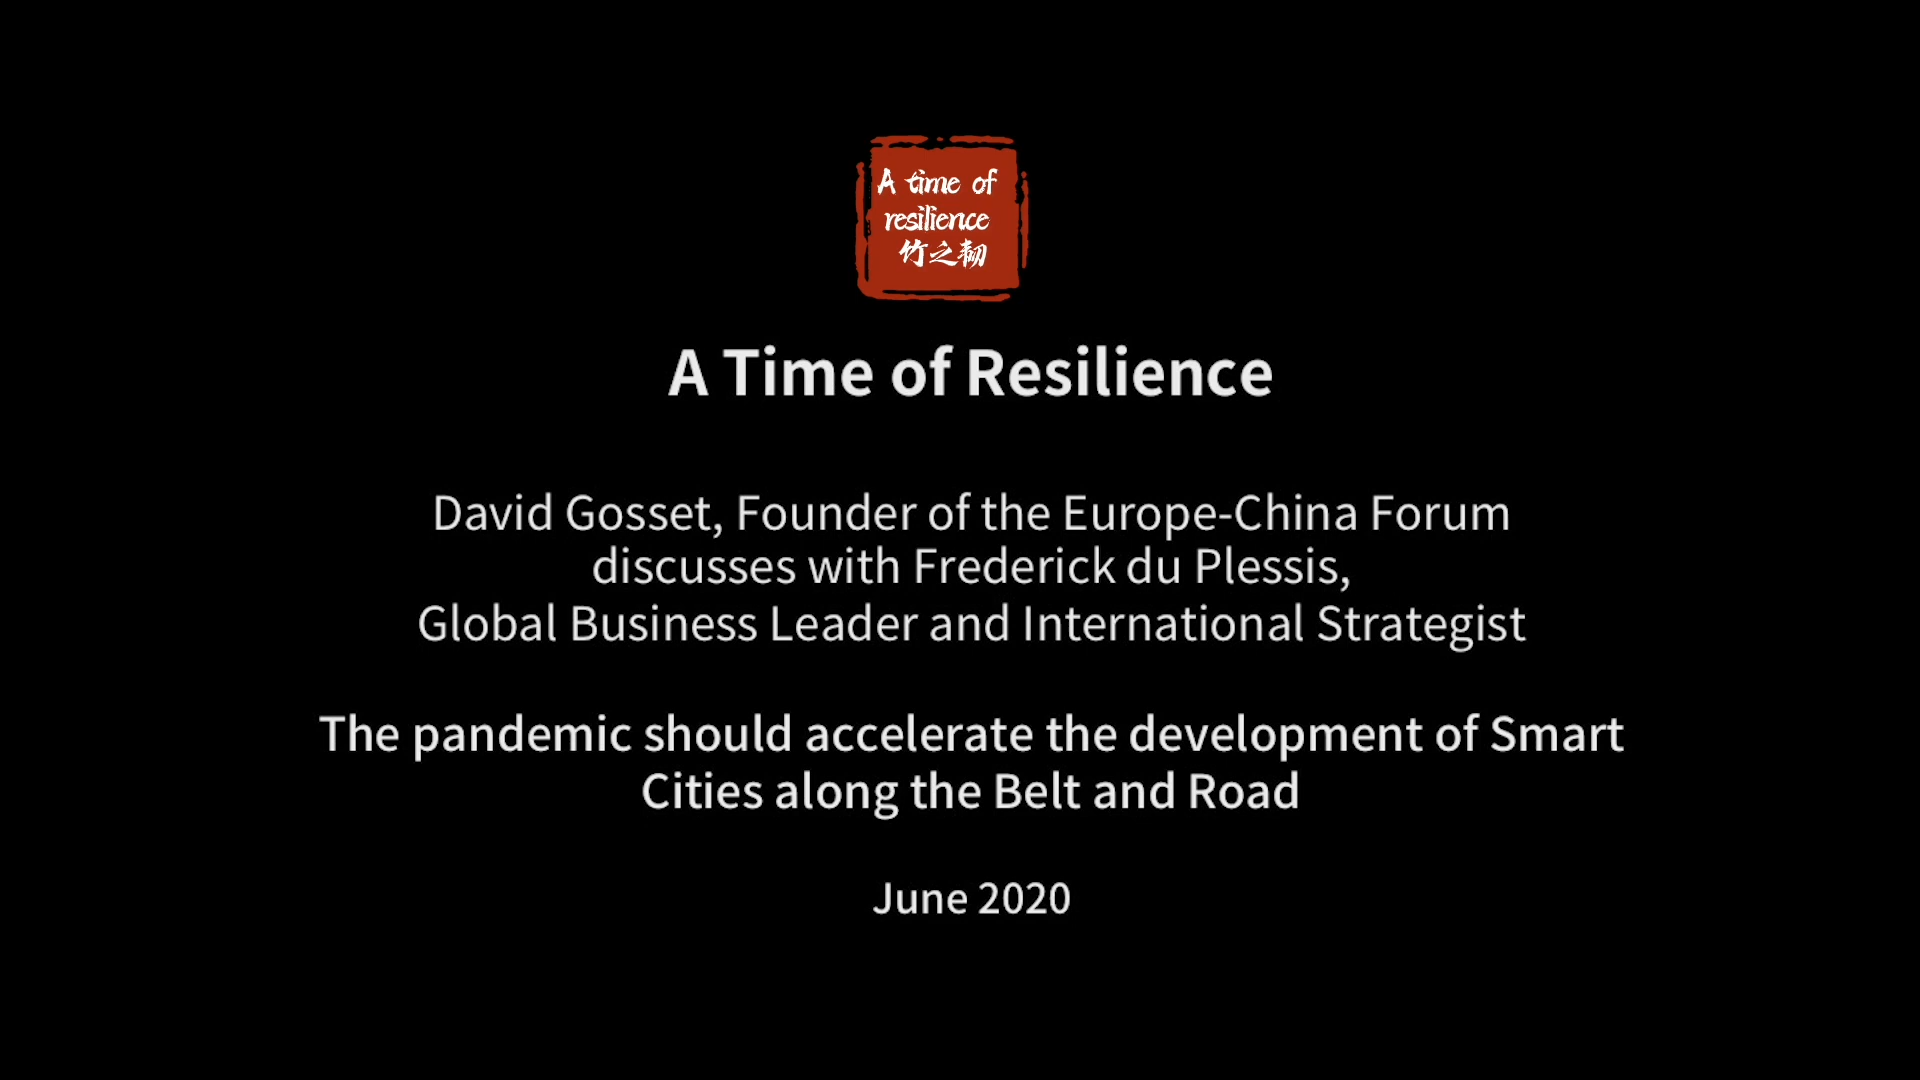 A time of
resilience
竹之韧
A Time of Resilience
David Gosset, Founder of the Europe-China Forum
discusses with Frederick du Plessis,
Global Business Leader and International Strategist
The pandemic should accelerate the development of Smart
Cities along the Belt and Road
June 2020